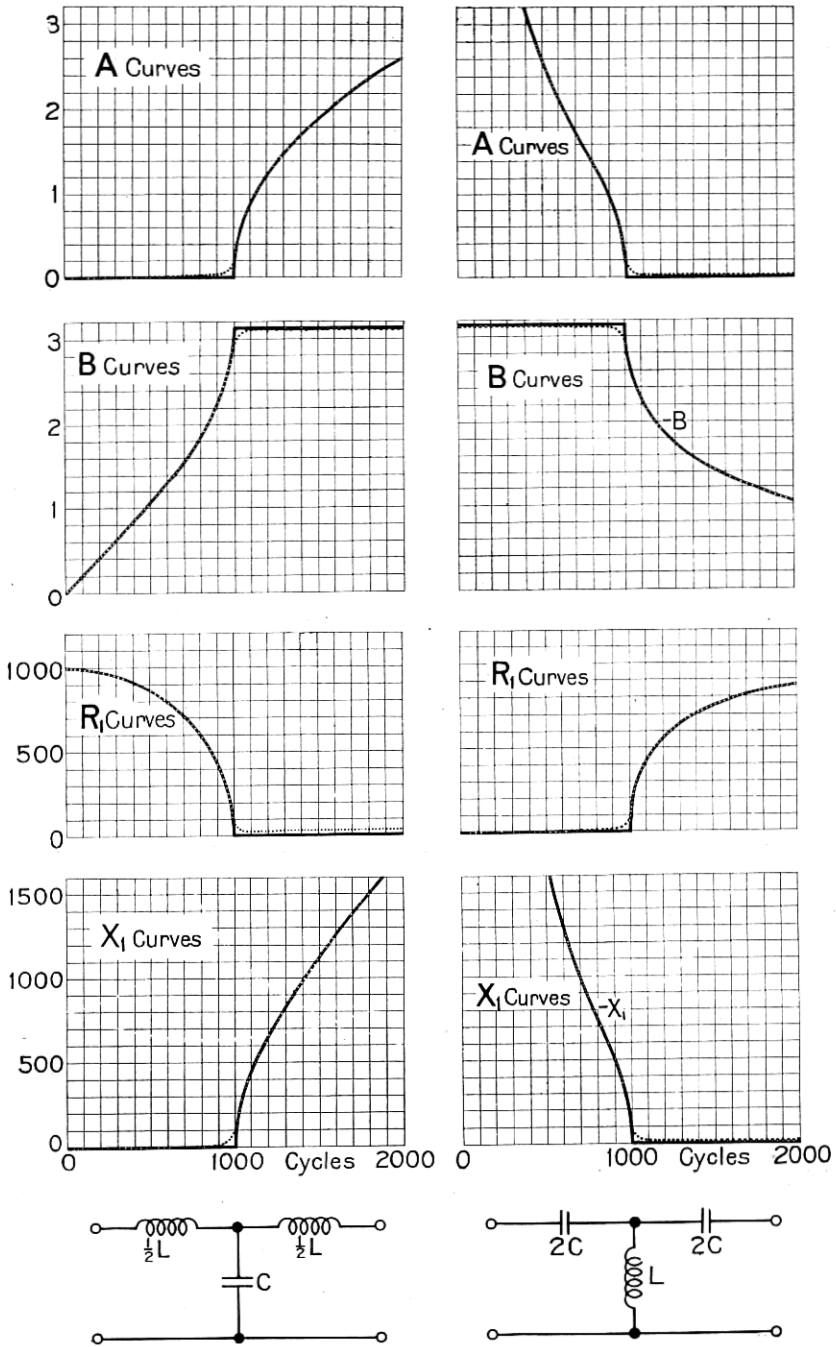 3
2
1
0
A Curves
A Curves
3
2
1
0
B Curves
B Curves
-B
1000
500
0
R₁ Curves
R₁ Curves
1500
1000
500
0
X₁ Curves
X₁ Curves
-X₁
0 1000 Cycles 2000
0 1000 Cycles 2000
½L ½L
C
2C 2C
L